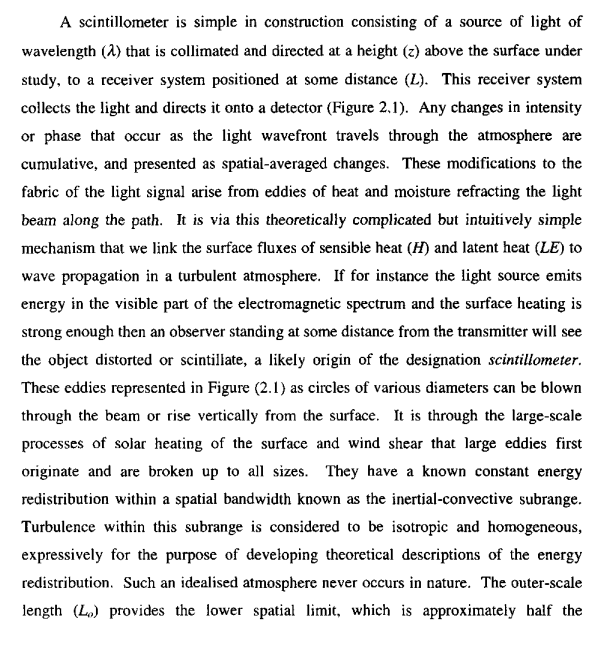 A scintillometer is simple in construction consisting of a source of light of
wavelength (λ) that is collimated and directed at a height (z) above the surface under
study, to a receiver system positioned at some distance (L). This receiver system
collects the light and directs it onto a detector (Figure 2.1). Any changes in intensity
or phase that occur as the light wavefront travels through the atmosphere are
cumulative, and presented as spatial-averaged changes. These modifications to the
fabric of the light signal arise from eddies of heat and moisture refracting the light
beam along the path. It is via this theoretically complicated but intuitively simple
mechanism that we link the surface fluxes of sensible heat (H) and latent heat (LE) to
wave propagation in a turbulent atmosphere. If for instance the light source emits
energy in the visible part of the electromagnetic spectrum and the surface heating is
strong enough then an observer standing at some distance from the transmitter will see
the object distorted or scintillate, a likely origin of the designation scintillometer.
These eddies represented in Figure (2.1) as circles of various diameters can be blown
through the beam or rise vertically from the surface. It is through the large-scale
processes of solar heating of the surface and wind shear that large eddies first
originate and are broken up to all sizes. They have a known constant energy
redistribution within a spatial bandwidth known as the inertial-convective subrange.
Turbulence within this subrange is considered to be isotropic and homogeneous,
expressively for the purpose of developing theoretical descriptions of the energy
redistribution. Such an idealised atmosphere never occurs in nature. The outer-scale
length (Lₒ) provides the lower spatial limit, which is approximately half the